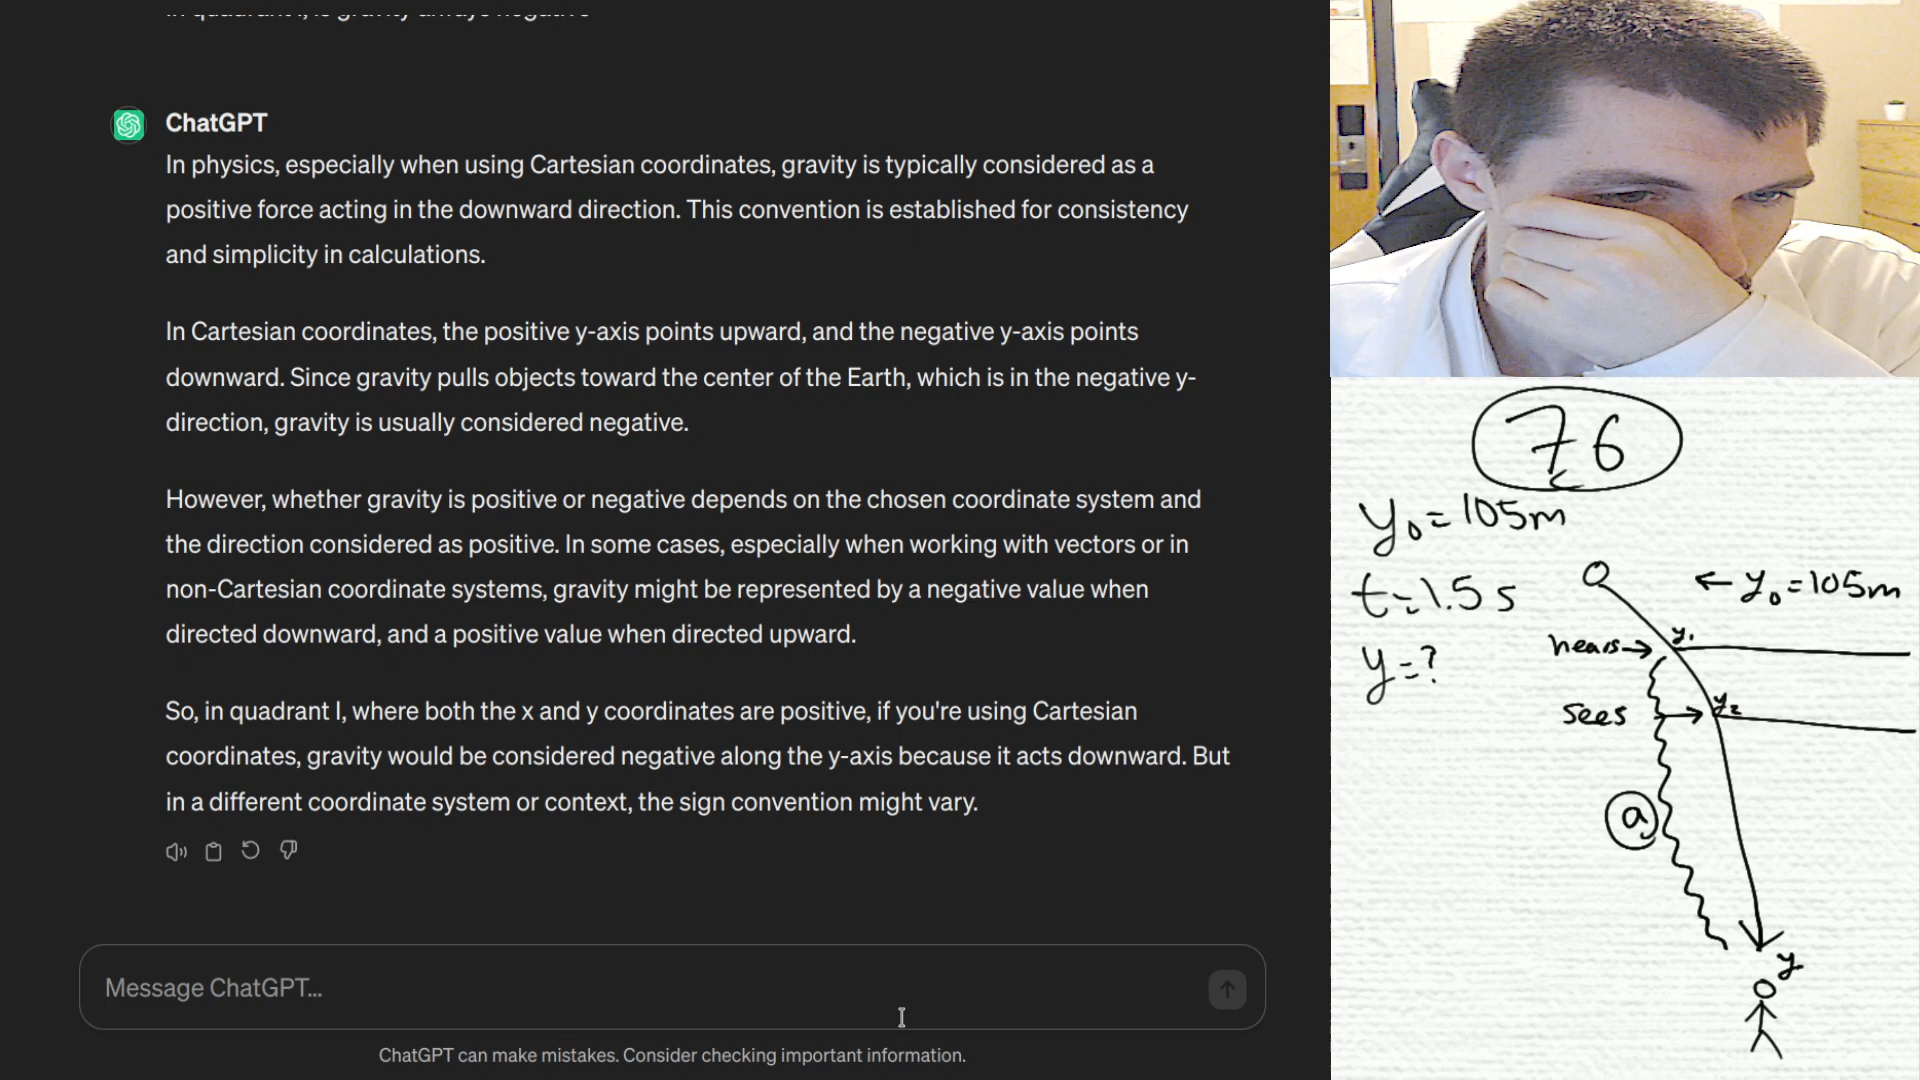 In quadrant I, is gravity always negative
ChatGPT
In physics, especially when using Cartesian coordinates, gravity is typically considered as a
positive force acting in the downward direction. This convention is established for consistency
and simplicity in calculations.
In Cartesian coordinates, the positive y-axis points upward, and the negative y-axis points
downward. Since gravity pulls objects toward the center of the Earth, which is in the negative y-
direction, gravity is usually considered negative.
However, whether gravity is positive or negative depends on the chosen coordinate system and
the direction considered as positive. In some cases, especially when working with vectors or in
non-Cartesian coordinate systems, gravity might be represented by a negative value when
directed downward, and a positive value when directed upward.
So, in quadrant I, where both the x and y coordinates are positive, if you're using Cartesian
coordinates, gravity would be considered negative along the y-axis because it acts downward. But
in a different coordinate system or context, the sign convention might vary.
Message ChatGPT...
ChatGPT can make mistakes. Consider checking important information.
76
y₀=105m
← y₀=105m
t=1.5s
hears→ y₁
y=?
sees → y₂
a
y